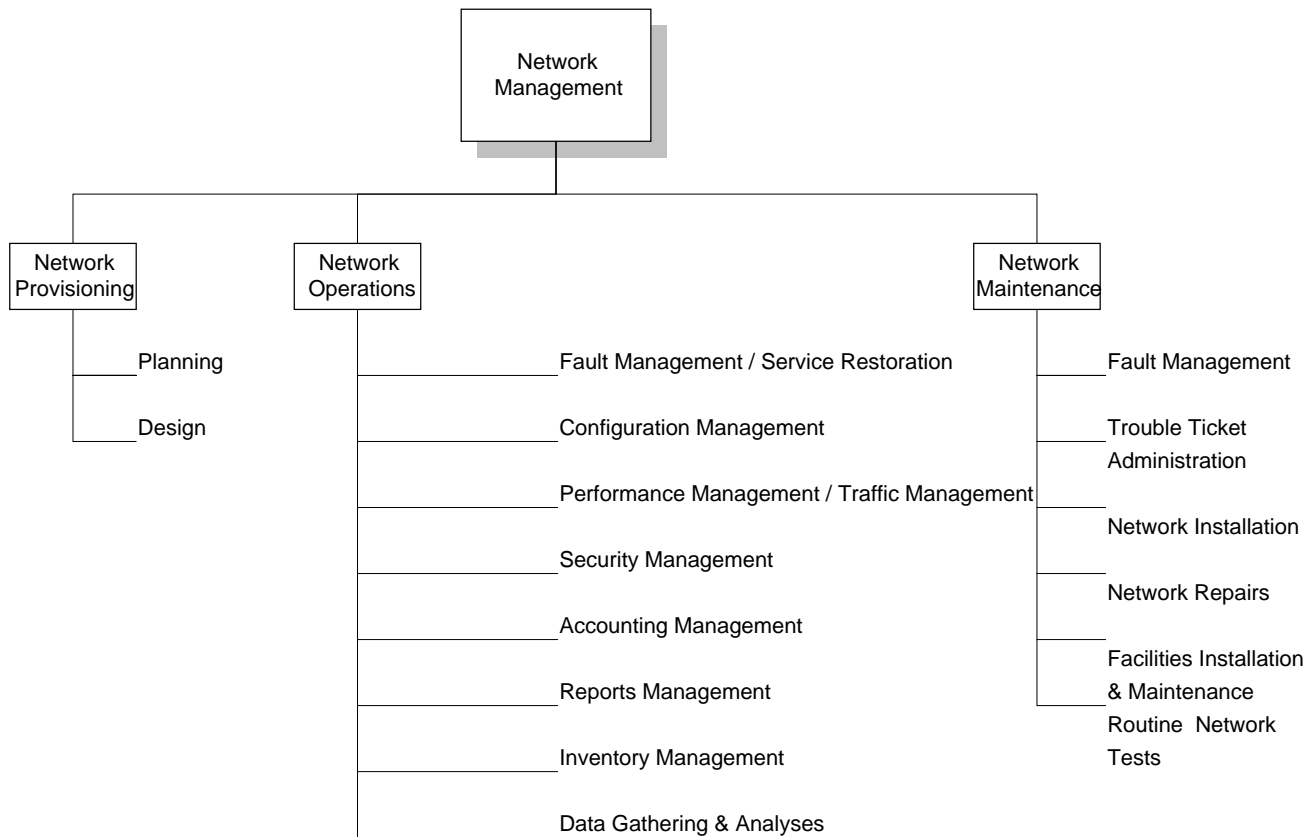 Network
Management
Network
Provisioning
Planning
Design
Network
Operations
Fault Management / Service Restoration
Configuration Management
Performance Management / Traffic Management
Security Management
Accounting Management
Reports Management
Inventory Management
Data Gathering & Analyses
Network
Maintenance
Fault Management
Trouble Ticket
Administration
Network Installation
Network Repairs
Facilities Installation
& Maintenance
Routine Network
Tests